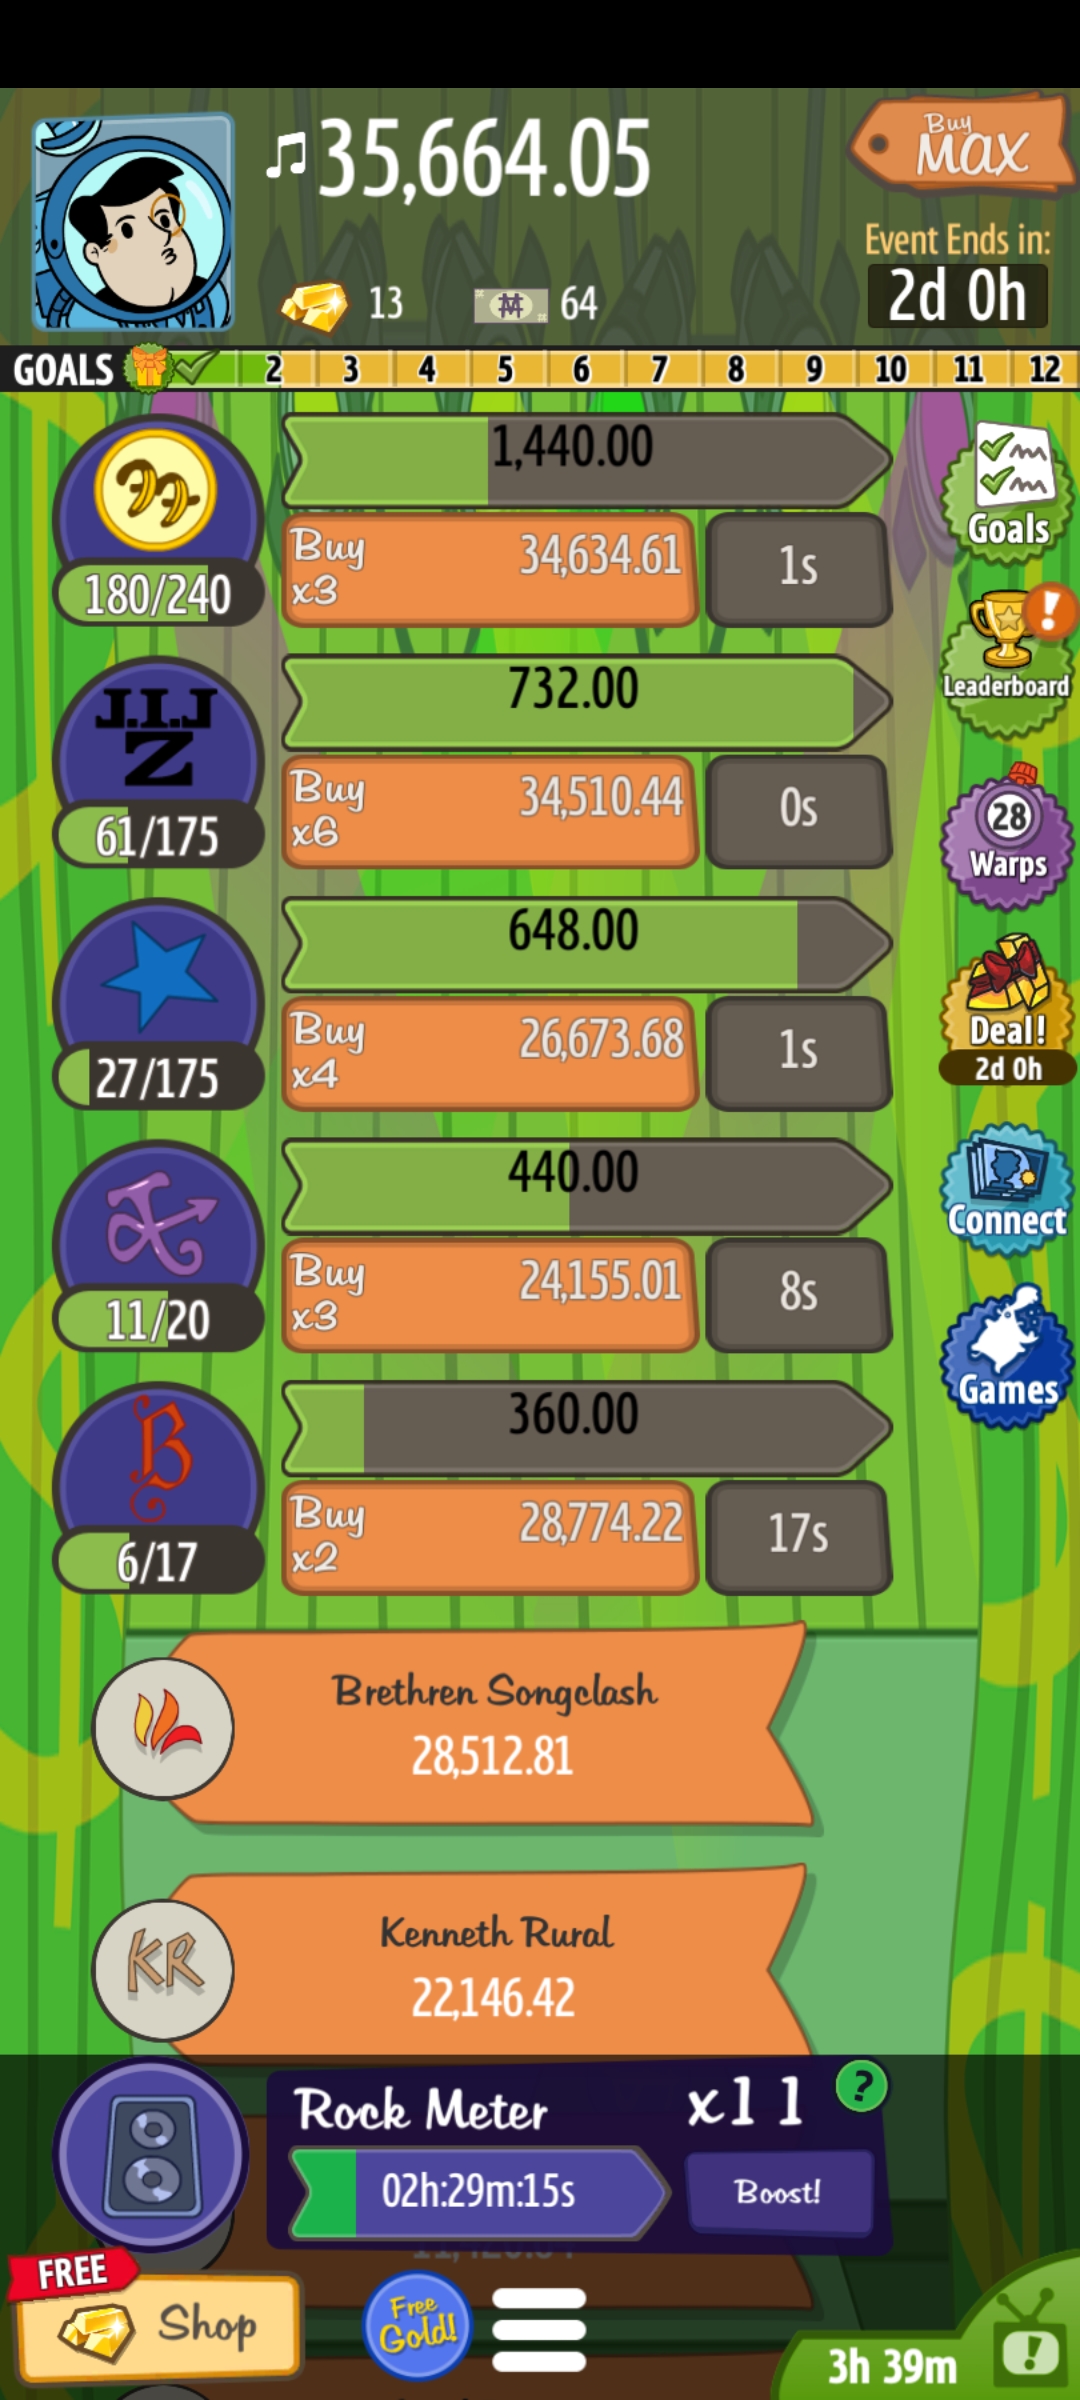 35,664.05
Buy
MAX
13
64
Event Ends in:
2d 0h
GOALS 2 3 4 5 6 7 8 9 10 11 12
1,440.00
180/240
Buy
x3
34,634.61
1s
Goals
J.I.J
Z
732.00
61/175
Buy
x6
34,510.44
0s
Leaderboard
648.00
27/175
Buy
x4
26,673.68
1s
28
Warps
Deal!
2d 0h
440.00
11/20
Buy
x3
24,155.01
8s
Connect
B
360.00
6/17
Buy
x2
28,774.22
17s
Games
Brethren Songclash
28,512.81
KR
Kenneth Rural
22,146.42
Rock Meter
x11
?
02h:29m:15s
Boost!
FREE
Shop
Free
Gold!
3h 39m